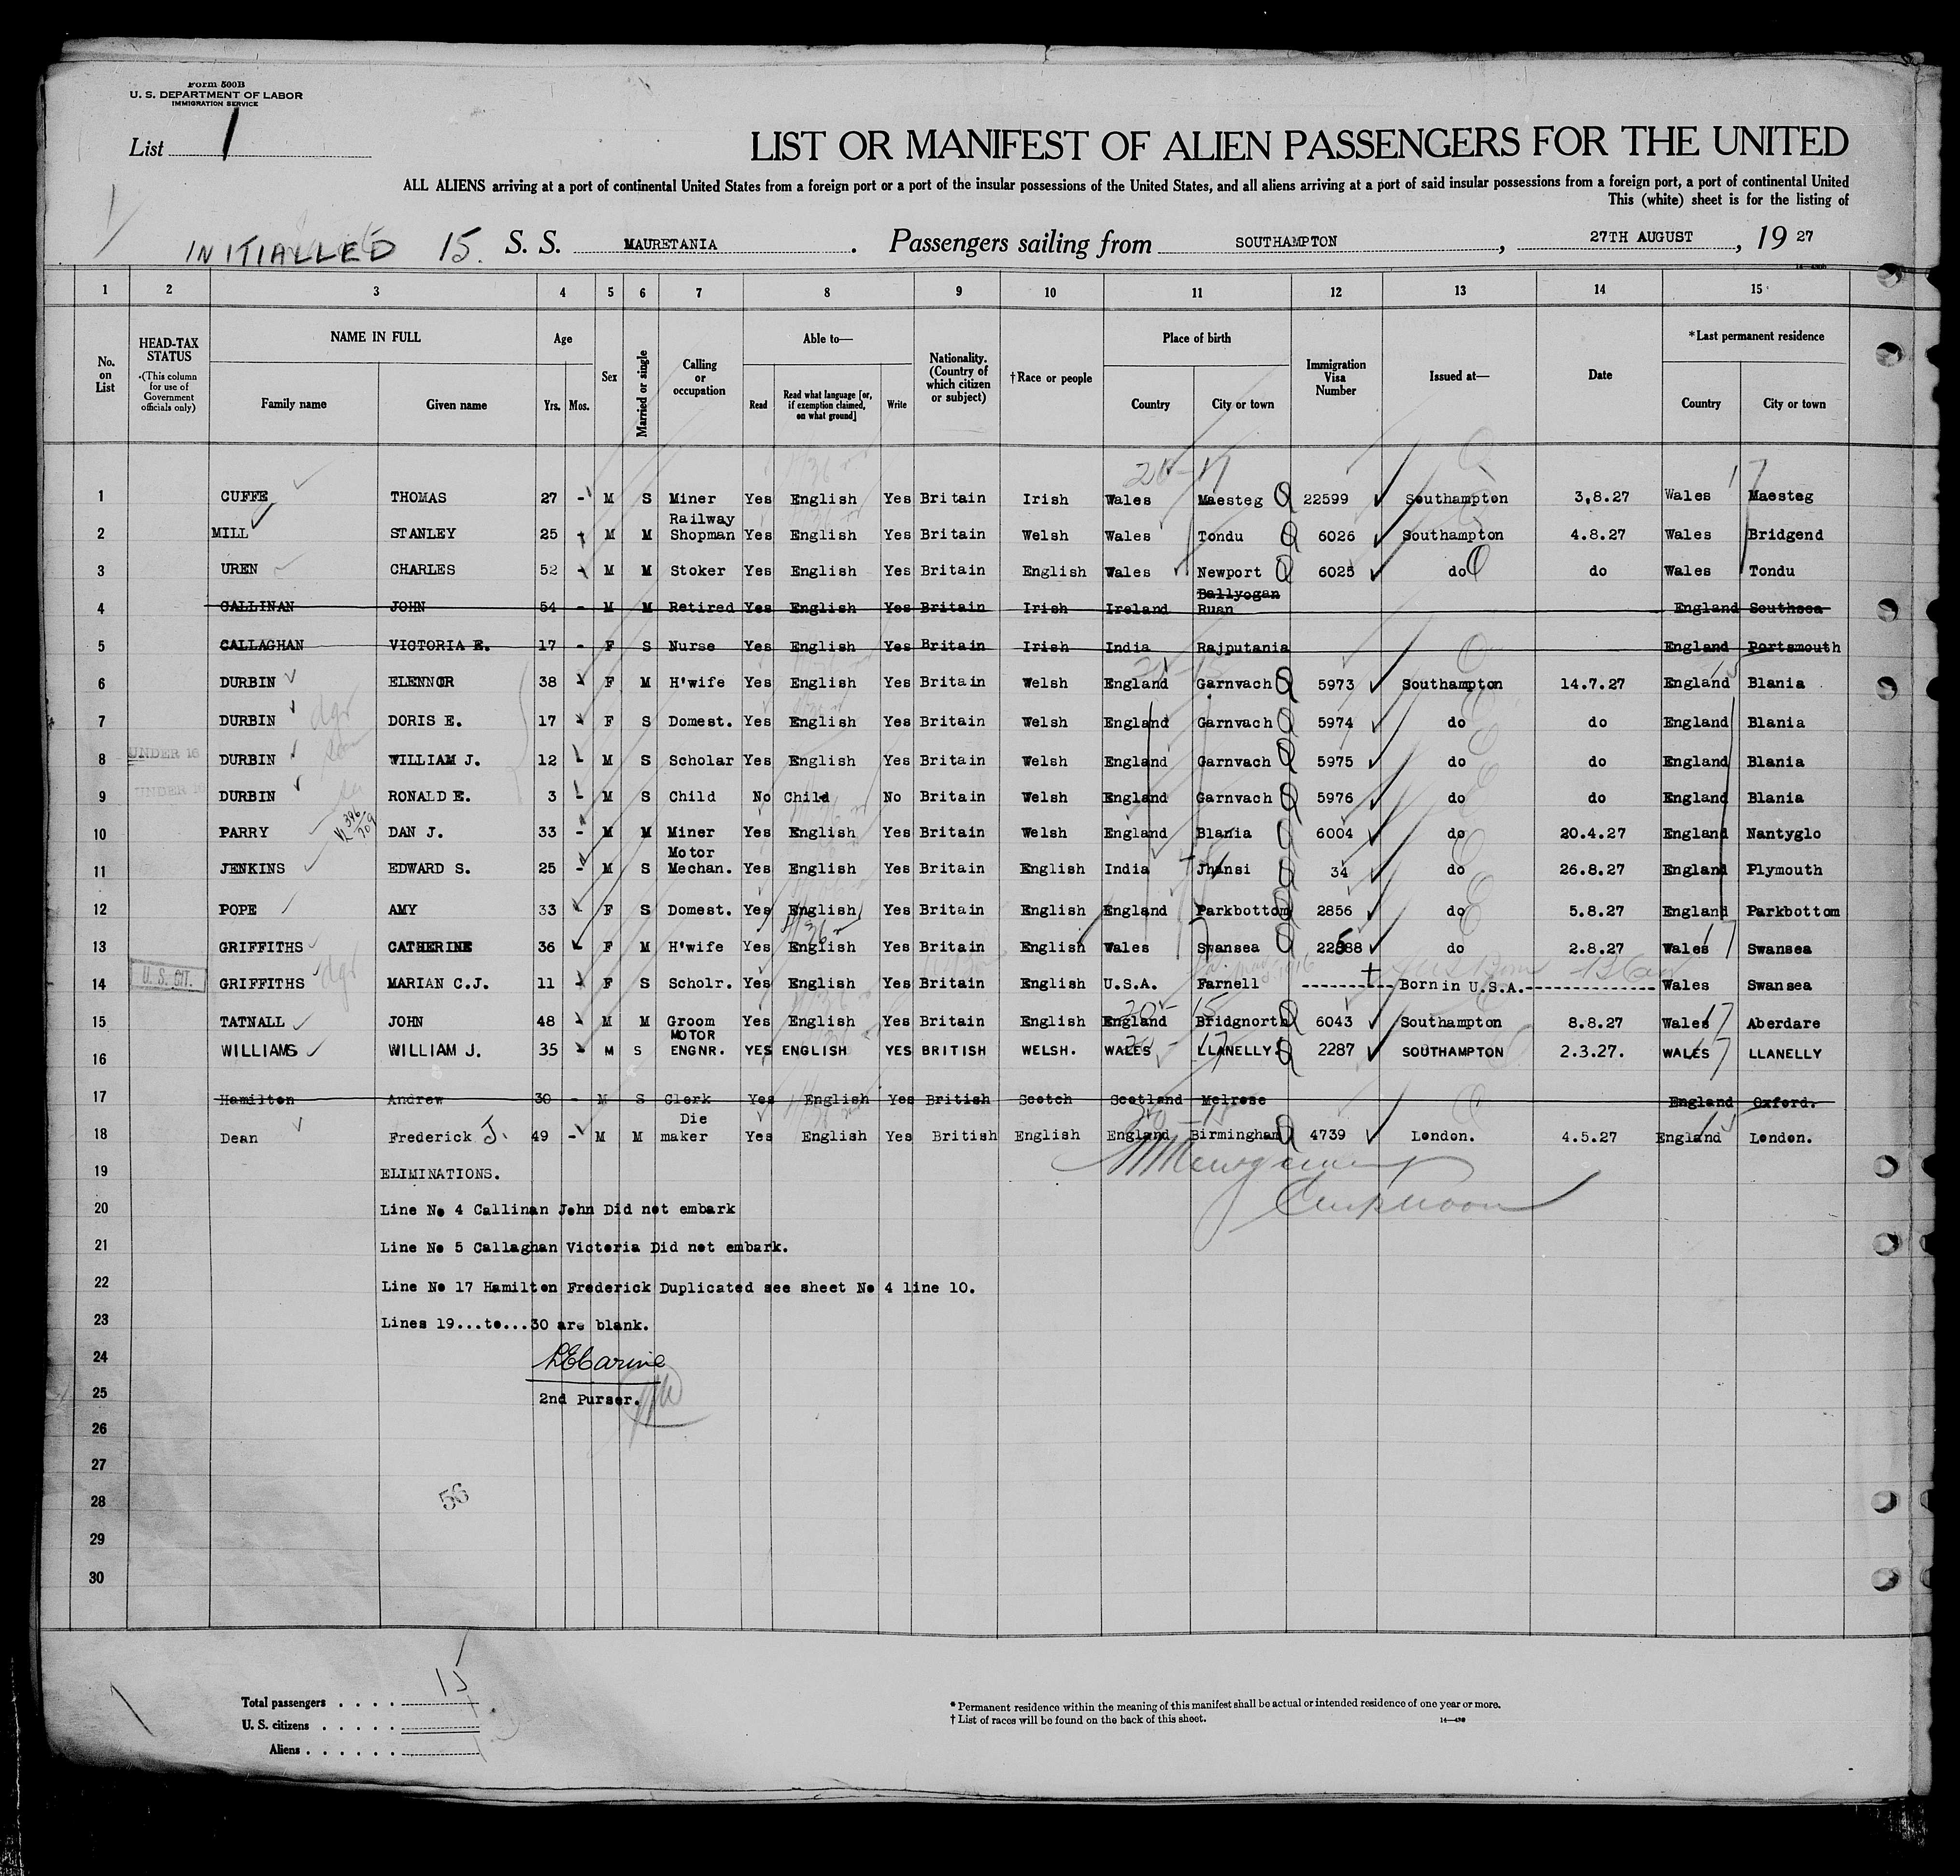 Form 500B
U. S. DEPARTMENT OF LABOR
IMMIGRATION SERVICE
List 1
LIST OR MANIFEST OF ALIEN PASSENGERS FOR THE UNITED
ALL ALIENS arriving at a port of continental United States from a foreign port or a port of the insular possessions of the United States, and all aliens arriving at a port of said insular possessions from a foreign port, a port of continental United
This (white) sheet is for the listing of
INITIALLED 15. S. S. MAURETANIA . Passengers sailing from SOUTHAMPTON , 27TH AUGUST , 19 27
1 2 3 4 5 6 7 8 9 10 11 12 13 14 15
No. on List
HEAD-TAX STATUS
(This column for use of Government officials only)
NAME IN FULL
Family name Given name
Age
Yrs. Mos.
Sex
Married or single
Calling or occupation
Able to—
Read
Read what language [or, if exemption claimed, on what ground]
Write
Nationality. (Country of which citizen or subject)
†Race or people
Place of birth
Country City or town
Immigration Visa Number
Issued at—
Date
*Last permanent residence
Country City or town
1 CUFFE THOMAS 27 - M S Miner Yes English Yes Britain Irish Wales Maesteg 22599 Southampton 3.8.27 Wales Maesteg
2 MILL STANLEY 25 - M M Railway Shopman Yes English Yes Britain Welsh Wales Tondu 6026 Southampton 4.8.27 Wales Bridgend
3 UREN CHARLES 52 - M M Stoker Yes English Yes Britain English Wales Newport 6025 do do Wales Tondu
4 CALLINAN JOHN 54 - M M Retired Yes English Yes Britain Irish Ireland Ballyogan Ruan England Southsea
5 CALLAGHAN VICTORIA E. 17 - F S Nurse Yes English Yes Britain Irish India Rajputania England Portsmouth
6 DURBIN ELENNOR 38 - F M H'wife Yes English Yes Britain Welsh England Garnvach 5973 Southampton 14.7.27 England Blania
7 DURBIN DORIS E. 17 - F S Domest. Yes English Yes Britain Welsh England Garnvach 5974 do do England Blania
UNDER 16
8 DURBIN WILLIAM J. 12 - M S Scholar Yes English Yes Britain Welsh England Garnvach 5975 do do England Blania
UNDER 16
9 DURBIN RONALD E. 3 - M S Child No Child No Britain Welsh England Garnvach 5976 do do England Blania
10 PARRY DAN J. 33 - M M Miner Yes English Yes Britain Welsh England Blania 6004 do 20.4.27 England Nantyglo
11 JENKINS EDWARD S. 25 - M S Motor Mechan. Yes English Yes Britain English India Jhansi 34 do 26.8.27 England Plymouth
12 POPE AMY 33 - F S Domest. Yes English Yes Britain English England Parkbottom 2856 do 5.8.27 England Parkbottom
13 GRIFFITHS CATHERINE 36 - F M H'wife Yes English Yes Britain English Wales Swansea 22588 do 2.8.27 Wales Swansea
U. S. CIT.
14 GRIFFITHS MARIAN C.J. 11 - F S Scholr. Yes English Yes Britain English U.S.A. Farnell ----------Born in U.S.A.-------------- Wales Swansea
15 TATNALL JOHN 48 - M M Groom Yes English Yes Britain English England Bridgnorth 6043 Southampton 8.8.27 Wales Aberdare
16 WILLIAMS WILLIAM J. 35 - M S MOTOR ENGNR. YES ENGLISH YES BRITISH WELSH. WALES LLANELLY. 2287 SOUTHAMPTON 2.3.27. WALES LLANELLY
17 Hamilton Andrew 30 - M S Clerk Yes English Yes British Scotch Scotland Melrose England Oxford.
18 Dean Frederick J. 49 - M M Die maker Yes English Yes British English England Birmingham 4739 London. 4.5.27 England London.
19 ELIMINATIONS.
20 Line No 4 Callinan John Did not embark
21 Line No 5 Callaghan Victoria Did not embark.
22 Line No 17 Hamilton Frederick Duplicated see sheet No 4 line 10.
23 Lines 19...to...30 are blank.
24
25 2nd Purser.
26
27
28 56
29
30
Total passengers . . . . 15
U. S. citizens . . . . .
Aliens . . . . . .
* Permanent residence within the meaning of this manifest shall be actual or intended residence of one year or more.
† List of races will be found on the back of this sheet.